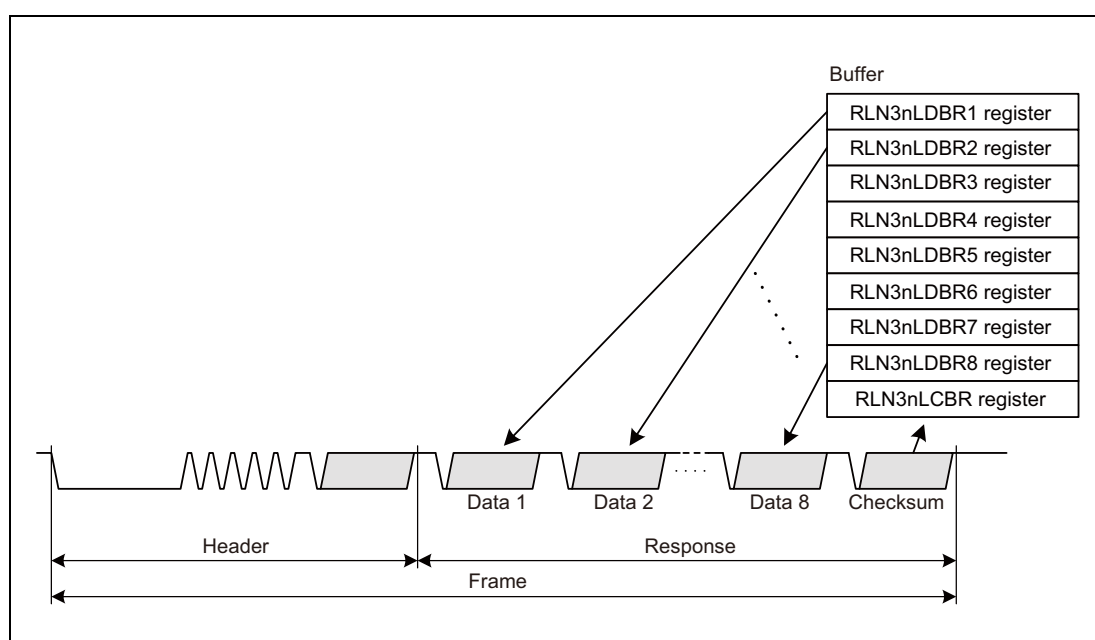 Buffer
RLN3nLDBR1 register
RLN3nLDBR2 register
RLN3nLDBR3 register
RLN3nLDBR4 register
RLN3nLDBR5 register
RLN3nLDBR6 register
RLN3nLDBR7 register
RLN3nLDBR8 register
RLN3nLCBR register
Data 1
Data 2
Data 8
Checksum
Header
Response
Frame